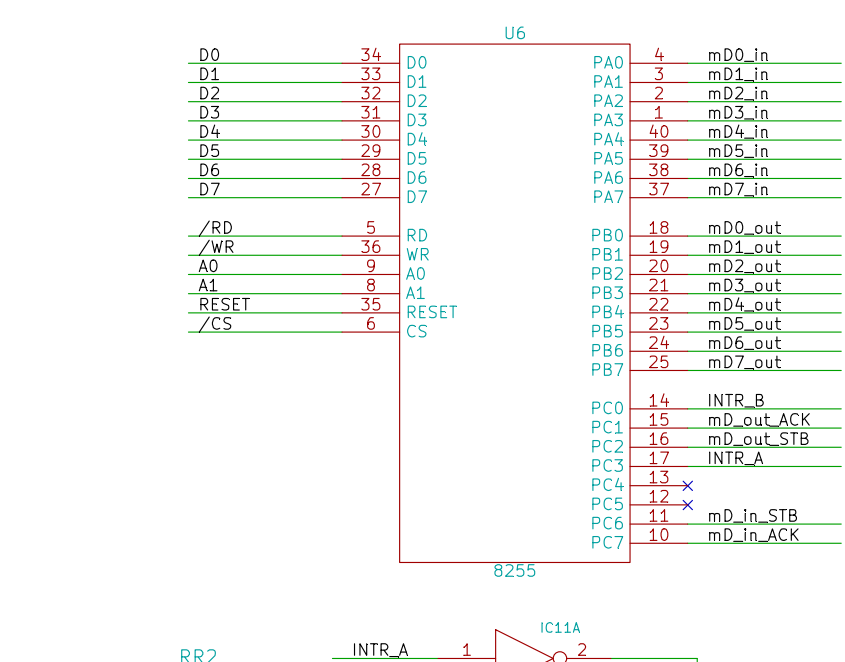 U6
D0 34 D0 PA0 4 mD0_in
D1 33 D1 PA1 3 mD1_in
D2 32 D2 PA2 2 mD2_in
D3 31 D3 PA3 1 mD3_in
D4 30 D4 PA4 40 mD4_in
D5 29 D5 PA5 39 mD5_in
D6 28 D6 PA6 38 mD6_in
D7 27 D7 PA7 37 mD7_in
/RD 5 RD PB0 18 mD0_out
/WR 36 WR PB1 19 mD1_out
A0 9 A0 PB2 20 mD2_out
A1 8 A1 PB3 21 mD3_out
RESET 35 RESET PB4 22 mD4_out
/CS 6 CS PB5 23 mD5_out
PB6 24 mD6_out
PB7 25 mD7_out
PC0 14 INTR_B
PC1 15 mD_out_ACK
PC2 16 mD_out_STB
PC3 17 INTR_A
PC4 13
PC5 12
PC6 11 mD_in_STB
PC7 10 mD_in_ACK
8255
IC11A
RR2 INTR_A 1 2